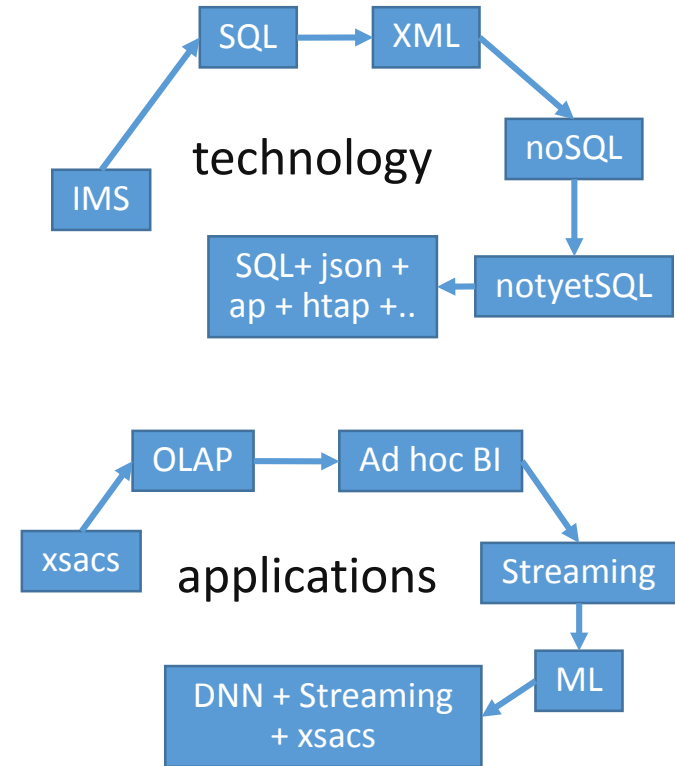 SQL
XML
technology
noSQL
IMS
SQL+ json +
ap + htap +..
notyetSQL
OLAP
Ad hoc BI
xsacs
applications
Streaming
DNN + Streaming
+ xsacs
ML